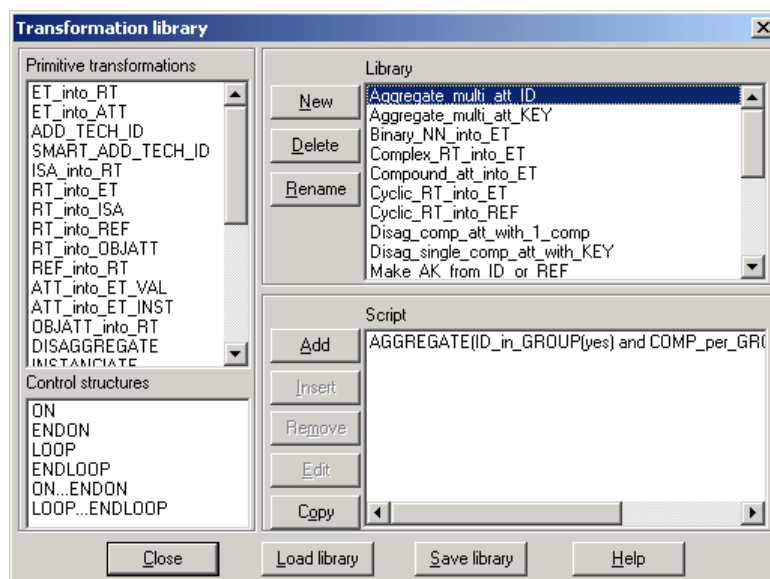 Transformation library
Primitive transformations
ET_into_RT
ET_into_ATT
ADD_TECH_ID
SMART_ADD_TECH_ID
ISA_into_RT
RT_into_ET
RT_into_ISA
RT_into_REF
RT_into_OBJATT
REF_into_RT
ATT_into_ET_VAL
ATT_into_ET_INST
OBJATT_into_RT
DISAGGREGATE
INSTANCIATE
Control structures
ON
ENDON
LOOP
ENDLOOP
ON...ENDON
LOOP...ENDLOOP
New
Delete
Rename
Library
Aggregate_multi_att_ID
Aggregate_multi_att_KEY
Binary_NN_into_ET
Complex_RT_into_ET
Compound_att_into_ET
Cyclic_RT_into_ET
Cyclic_RT_into_REF
Disag_comp_att_with_1_comp
Disag_single_comp_att_with_KEY
Make_AK_from_ID_or_REF
Add
Insert
Remove
Edit
Copy
Script
AGGREGATE(ID_in_GROUP(yes) and COMP_per_GRO
Close
Load library
Save library
Help